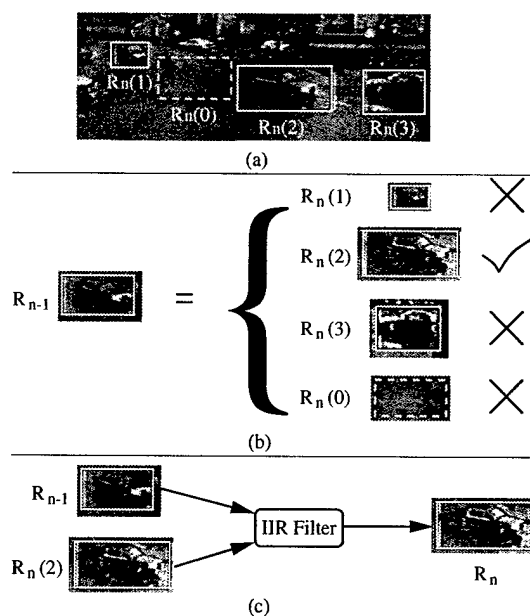 Rn(1)
Rn(0)
Rn(2)
Rn(3)
(a)
Rn(1)
Rn(2)
Rn-1 =
Rn(3)
Rn(0)
(b)
Rn-1
IIR Filter
Rn(2)
Rn
(c)